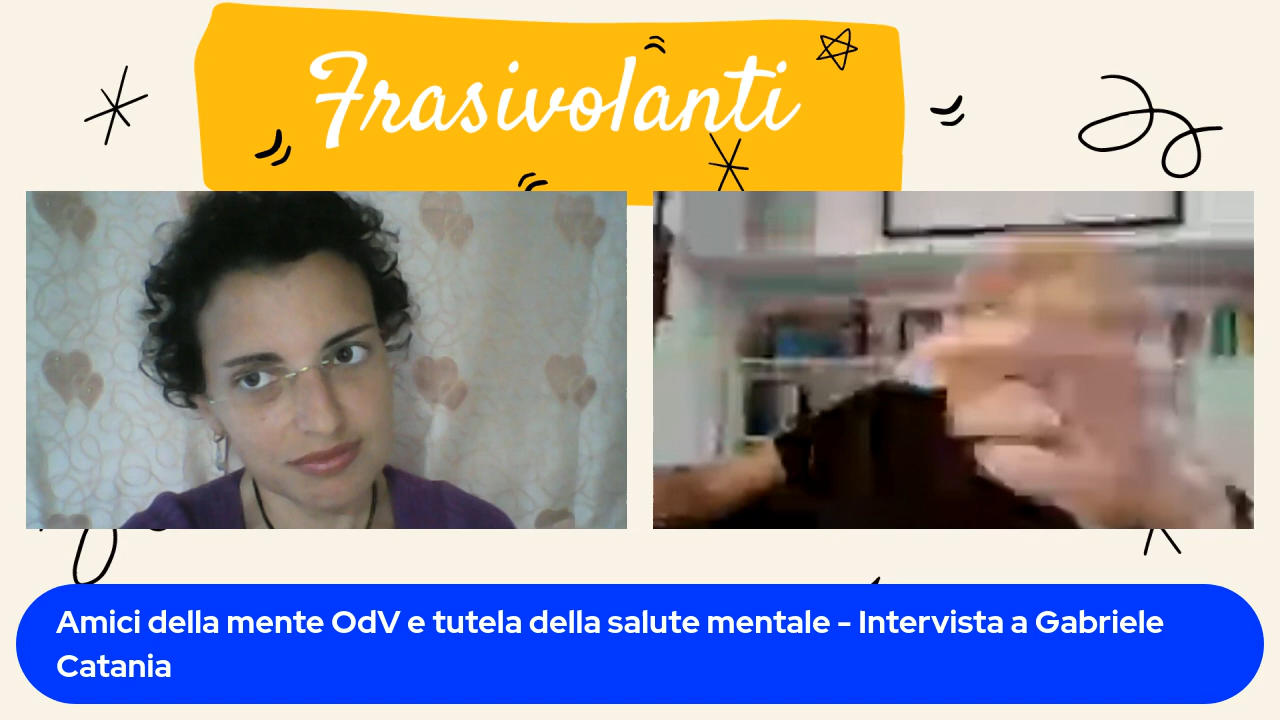 Frasivolanti
Amici della mente OdV e tutela della salute mentale - Intervista a Gabriele
Catania